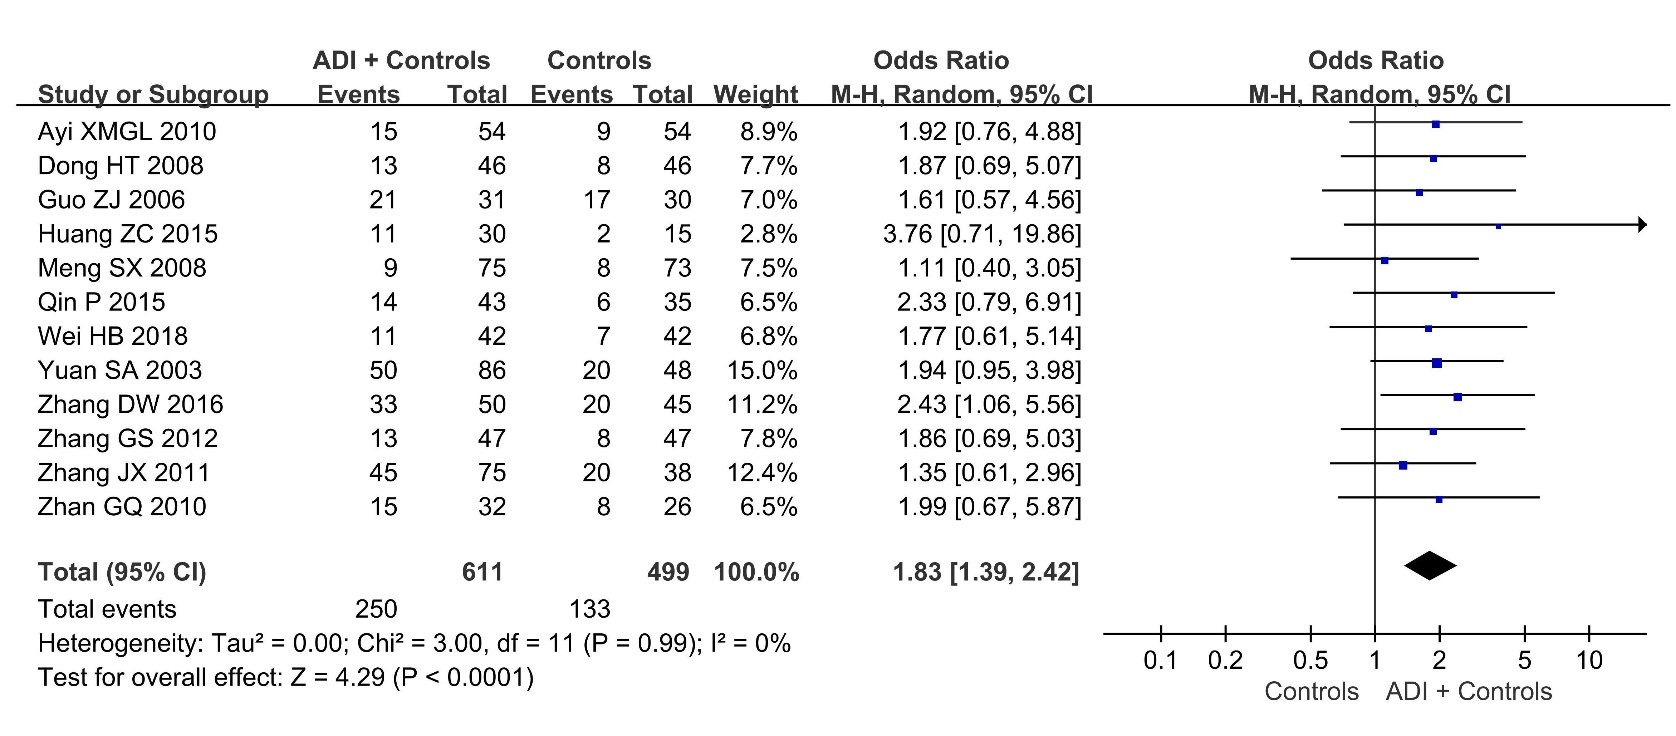 ADI + Controls Controls Odds Ratio Odds Ratio
Study or Subgroup Events Total Events Total Weight M-H, Random, 95% CI M-H, Random, 95% CI
Ayi XMGL 2010 15 54 9 54 8.9% 1.92 [0.76, 4.88]
Dong HT 2008 13 46 8 46 7.7% 1.87 [0.69, 5.07]
Guo ZJ 2006 21 31 17 30 7.0% 1.61 [0.57, 4.56]
Huang ZC 2015 11 30 2 15 2.8% 3.76 [0.71, 19.86]
Meng SX 2008 9 75 8 73 7.5% 1.11 [0.40, 3.05]
Qin P 2015 14 43 6 35 6.5% 2.33 [0.79, 6.91]
Wei HB 2018 11 42 7 42 6.8% 1.77 [0.61, 5.14]
Yuan SA 2003 50 86 20 48 15.0% 1.94 [0.95, 3.98]
Zhang DW 2016 33 50 20 45 11.2% 2.43 [1.06, 5.56]
Zhang GS 2012 13 47 8 47 7.8% 1.86 [0.69, 5.03]
Zhang JX 2011 45 75 20 38 12.4% 1.35 [0.61, 2.96]
Zhan GQ 2010 15 32 8 26 6.5% 1.99 [0.67, 5.87]
Total (95% CI) 611 499 100.0% 1.83 [1.39, 2.42]
Total events 250 133
Heterogeneity: Tau² = 0.00; Chi² = 3.00, df = 11 (P = 0.99); I² = 0%
Test for overall effect: Z = 4.29 (P < 0.0001)
0.1 0.2 0.5 1 2 5 10
Controls ADI + Controls